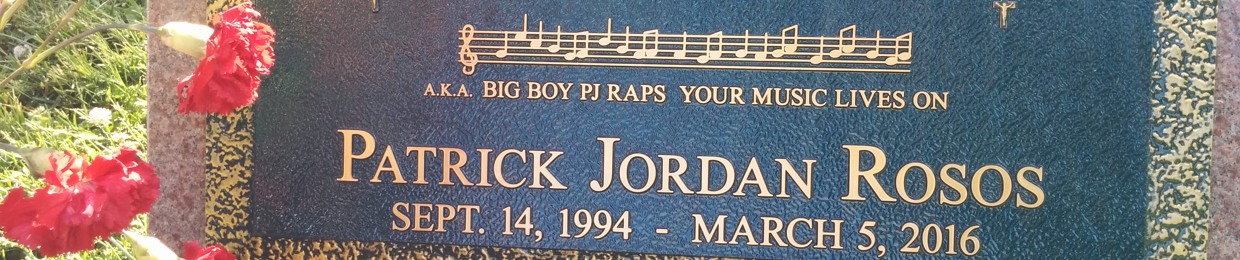 A.K.A. BIG BOY PJ RAPS YOUR MUSIC LIVES ON
PATRICK JORDAN ROSOS
SEPT. 14, 1994 - MARCH 5, 2016